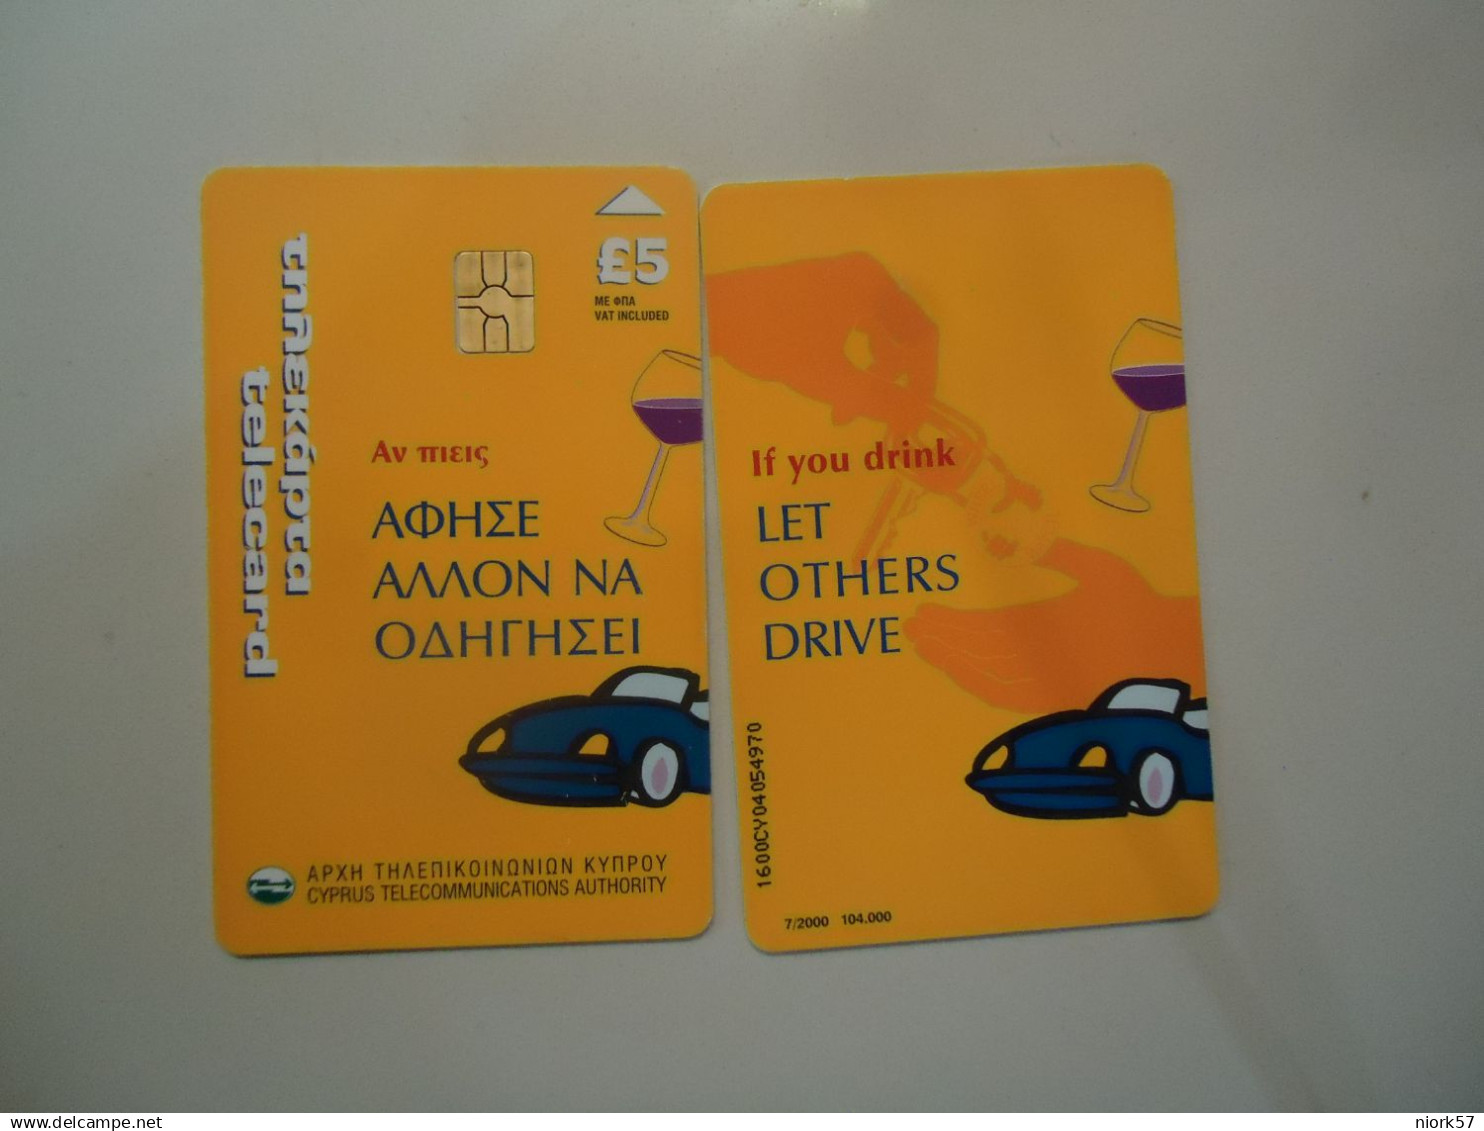 τηλεκάρτα
telecard
£5
ΜΕ ΦΠΑ
VAT INCLUDED
Αν πιεις
ΑΦΗΣΕ
ΑΛΛΟΝ ΝΑ
ΟΔΗΓΗΣΕΙ
ΑΡΧΗ ΤΗΛΕΠΙΚΟΙΝΩΝΙΩΝ ΚΥΠΡΟΥ
CYPRUS TELECOMMUNICATIONS AUTHORITY
If you drink
LET
OTHERS
DRIVE
1600CY04054970
7/2000 104.000
delcampe.net
niork57